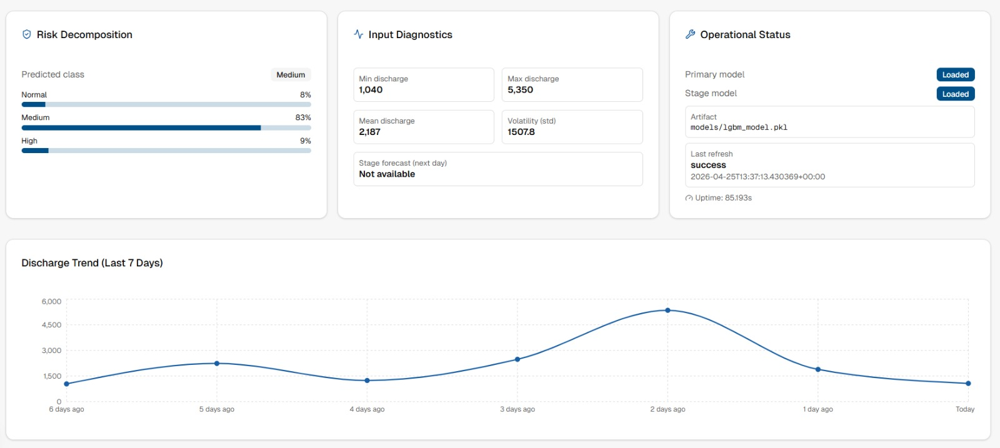 Risk Decomposition
Predicted class
Medium
Normal 8%
Medium 83%
High 9%
Input Diagnostics
Min discharge
1,040
Max discharge
5,350
Mean discharge
2,187
Volatility (std)
1507.8
Stage forecast (next day)
Not available
Operational Status
Primary model
Loaded
Stage model
Loaded
Artifact
models/lgbm_model.pkl
Last refresh
success
2026-04-25T13:37:13.430369+00:00
Uptime: 85.193s
Discharge Trend (Last 7 Days)
6,000
4,500
3,000
1,500
0
6 days ago
5 days ago
4 days ago
3 days ago
2 days ago
1 day ago
Today